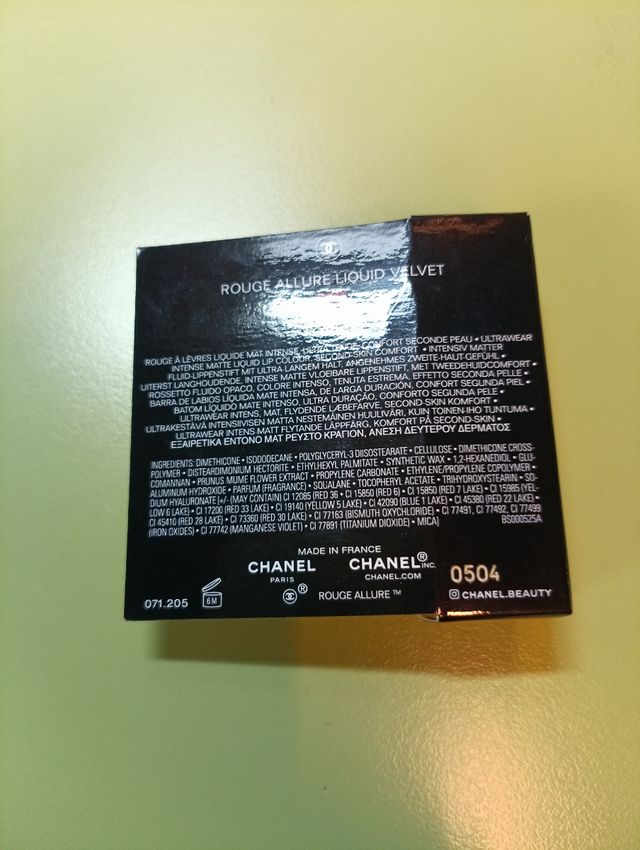 ROUGE ALLURE LIQUID VELVET
ROUGE À LÈVRES LIQUIDE MAT INTENSE, ULTRA TENUE, CONFORT SECONDE PEAU • ULTRAWEAR
INTENSE MATTE LIQUID LIP COLOUR, SECOND-SKIN COMFORT • INTENSIV MATTER
FLUID-LIPPENSTIFT MIT ULTRA LANGEM HALT, ANGENEHMES ZWEITE-HAUT-GEFÜHL •
UITERST LANGHOUDENDE, INTENSE MATTE VLOEIBARE LIPPENSTIFT, MET TWEEDEHUIDCOMFORT •
ROSSETTO FLUIDO OPACO, COLORE INTENSO, TENUTA ESTREMA, EFFETTO SECONDA PELLE •
BARRA DE LABIOS LÍQUIDA MATE INTENSA, DE LARGA DURACIÓN, CONFORT SEGUNDA PIEL •
BATOM LÍQUIDO MATE INTENSO, ULTRA DURAÇÃO, CONFORTO SEGUNDA PELE •
ULTRAWEAR INTENS, MAT, FLYDENDE LÆBEFARVE, SECOND-SKIN KOMFORT •
ULTRAKESTÄVÄ INTENSIIVISEN MATTA NESTEMÄINEN HUULIVÄRI, KUIN TOINEN IHO TUNTUMA •
ULTRAWEAR INTENS MATT FLYTANDE LÄPPFÄRG, KOMFORT PÅ SECOND-SKIN •
ΕΞΑΙΡΕΤΙΚΑ ΕΝΤΟΝΟ ΜΑΤ ΡΕΥΣΤΟ ΚΡΑΓΙΟΝ, ΑΝΕΣΗ ΔΕΥΤΕΡΟΥ ΔΕΡΜΑΤΟΣ
INGREDIENTS: DIMETHICONE • ISODODECANE • POLYGLYCERYL-3 DIISOSTEARATE • CELLULOSE • DIMETHICONE CROSS-
POLYMER • DISTEARDIMONIUM HECTORITE • ETHYLHEXYL PALMITATE • SYNTHETIC WAX • 1,2-HEXANEDIOL • GLU-
COMANNAN • PRUNUS MUME FLOWER EXTRACT • PROPYLENE CARBONATE • ETHYLENE/PROPYLENE COPOLYMER •
ALUMINUM HYDROXIDE • PARFUM (FRAGRANCE) • SQUALANE • TOCOPHERYL ACETATE • TRIHYDROXYSTEARIN • SO-
DIUM HYALURONATE [+/- (MAY CONTAIN) CI 12085 (RED 36 • CI 15850 (RED 6) • CI 15850 (RED 7 LAKE) • CI 15985 (YEL-
LOW 6 LAKE) • CI 17200 (RED 33 LAKE) • CI 19140 (YELLOW 5 LAKE) • CI 42090 (BLUE 1 LAKE) • CI 45380 (RED 22 LAKE) •
CI 45410 (RED 28 LAKE) • CI 73360 (RED 30 LAKE) • CI 77163 (BISMUTH OXYCHLORIDE) • CI 77491, CI 77492, CI 77499
(IRON OXIDES) • CI 77742 (MANGANESE VIOLET) • CI 77891 (TITANIUM DIOXIDE) • MICA] BS000525A
MADE IN FRANCE
CHANEL CHANEL® INC.
PARIS CHANEL.COM
0504
071.205 6M ® ROUGE ALLURE ™ CHANEL.BEAUTY